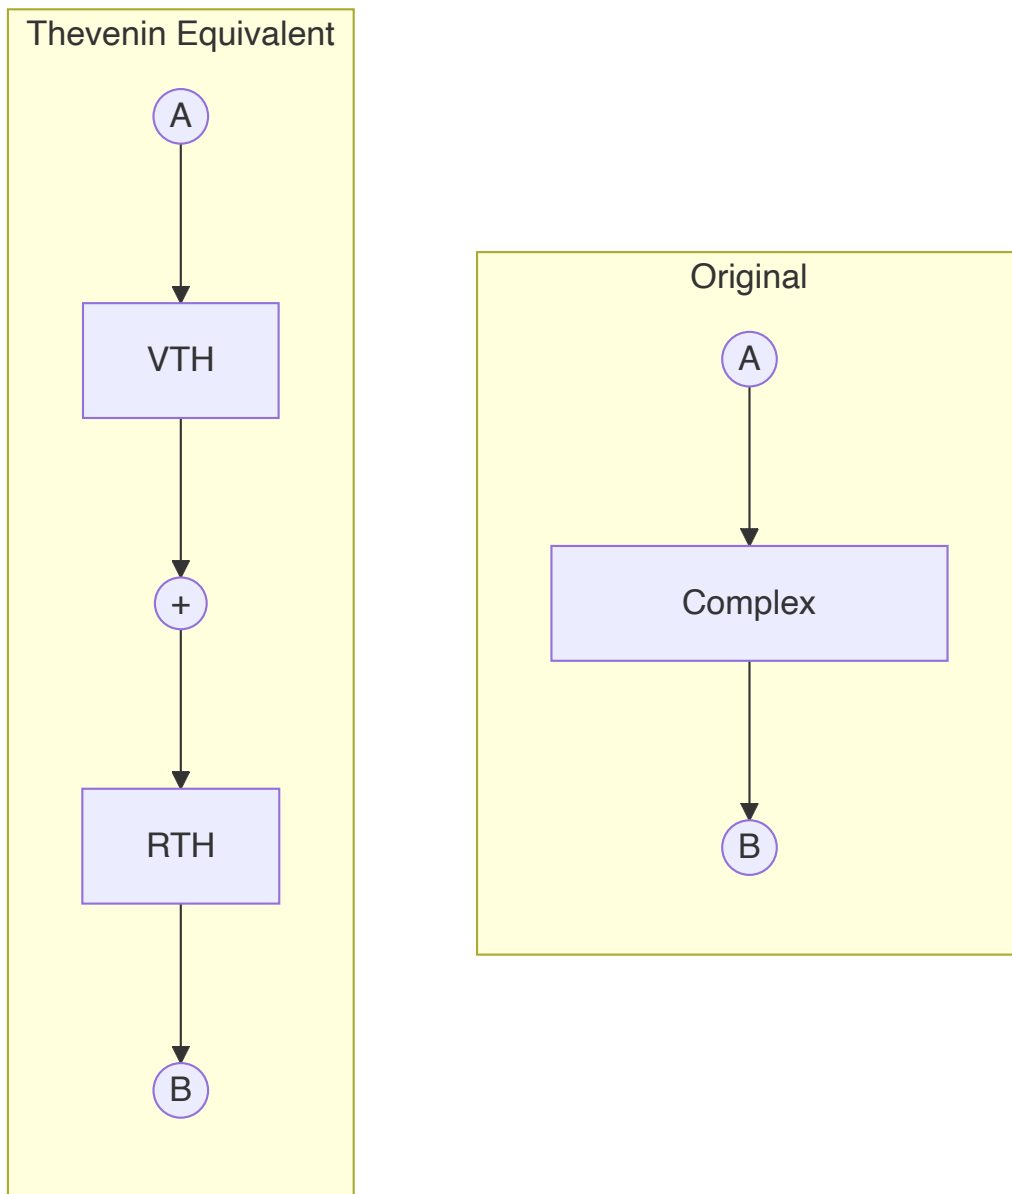 Thevenin Equivalent
A
VTH
+
RTH
B
Original
A
Complex
B